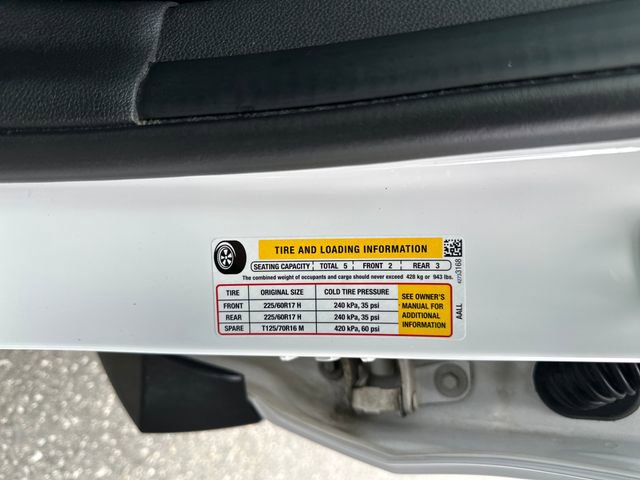 TIRE AND LOADING INFORMATION
SEATING CAPACITY TOTAL 5 FRONT 2 REAR 3
The combined weight of occupants and cargo should never exceed 428 kg or 943 lbs.
TIRE ORIGINAL SIZE COLD TIRE PRESSURE
FRONT 225/60R17 H 240 kPa, 35 psi
REAR 225/60R17 H 240 kPa, 35 psi
SPARE T125/70R16 M 420 kPa, 60 psi
SEE OWNER'S
MANUAL FOR
ADDITIONAL
INFORMATION
AALL